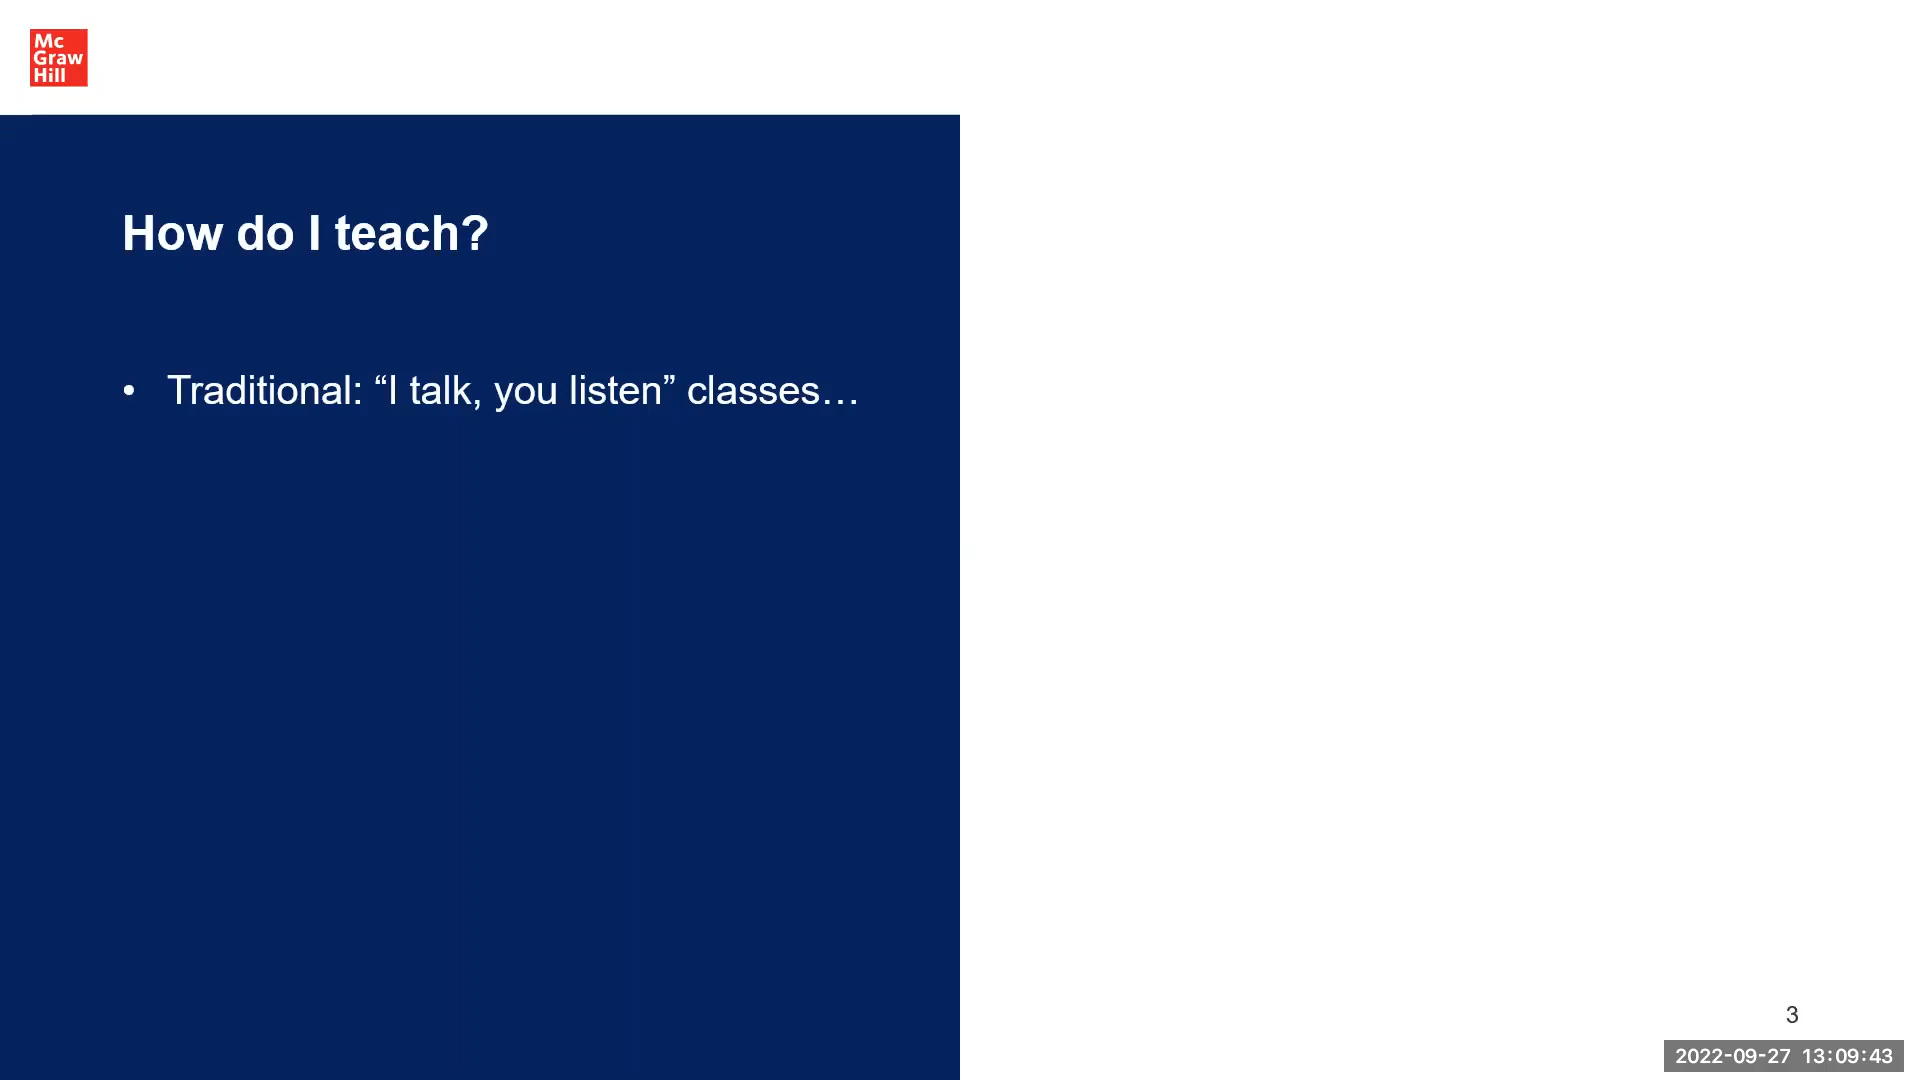 Mc
Graw
Hill
How do I teach?
• Traditional: “I talk, you listen” classes…
3
2022-09-27 13:09:43